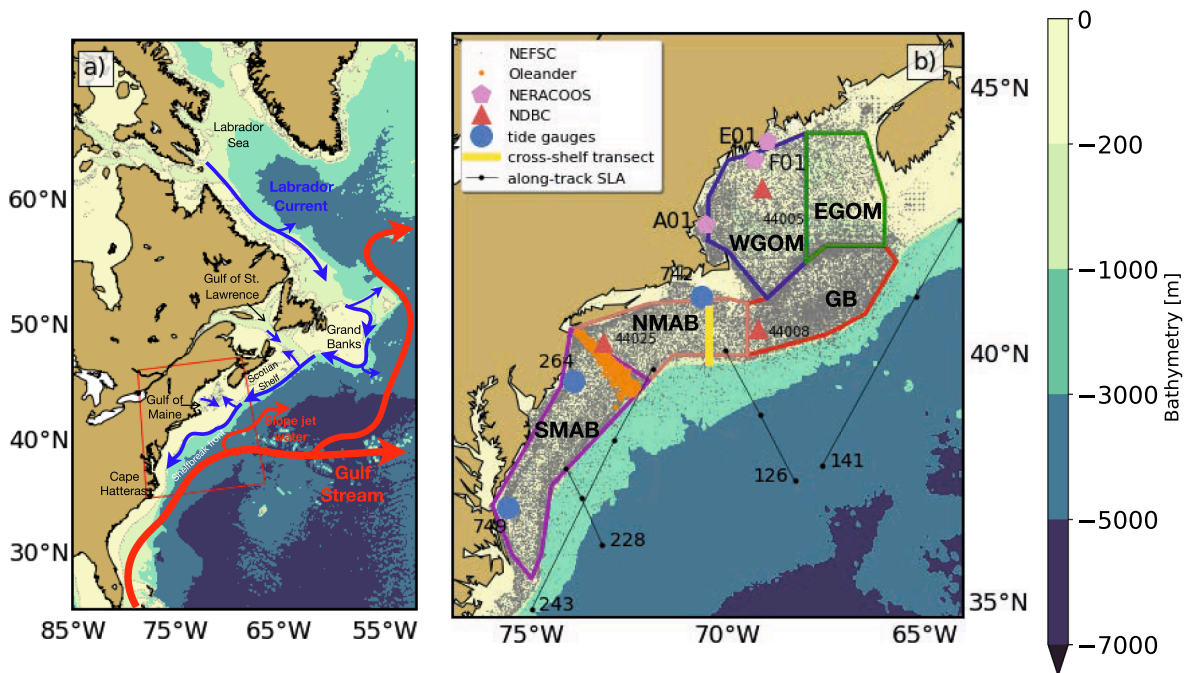 a)
Labrador
Sea
Labrador
Current
Gulf of St.
Lawrence
Grand
Banks
Scotian
Shelf
Gulf of
Maine
Slope jet
water
Shelfbreak front
Cape
Hatteras
Gulf
Stream
60°N
50°N
40°N
30°N
85°W
75°W
65°W
55°W
b)
NEFSC
Oleander
NERACOOS
NDBC
tide gauges
cross-shelf transect
along-track SLA
E01
F01
A01
44005
EGOM
WGOM
742
GB
NMAB
44008
44025
264
SMAB
749
141
126
228
243
45°N
40°N
35°N
75°W
70°W
65°W
0
−200
−1000
−3000
−5000
−7000
Bathymetry [m]